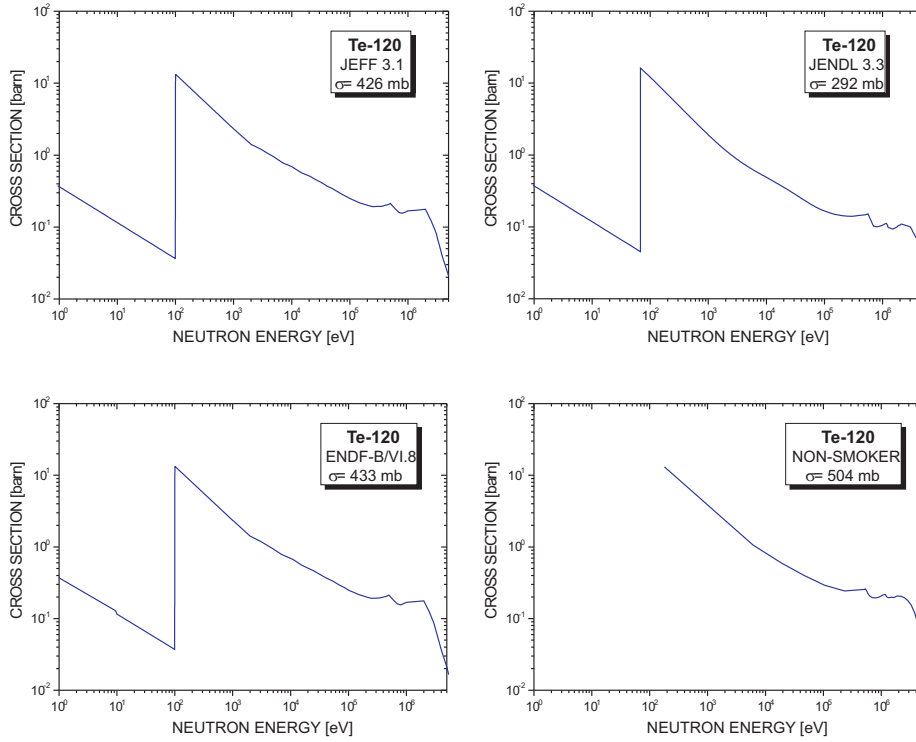 Te-120
JEFF 3.1
σ= 426 mb
CROSS SECTION [barn]
10²
10¹
10⁰
10⁻¹
10⁻²
10⁰ 10¹ 10² 10³ 10⁴ 10⁵ 10⁶
NEUTRON ENERGY [eV]
Te-120
JENDL 3.3
σ= 292 mb
CROSS SECTION [barn]
10²
10¹
10⁰
10⁻¹
10⁻²
10⁰ 10¹ 10² 10³ 10⁴ 10⁵ 10⁶
NEUTRON ENERGY [eV]
Te-120
ENDF-B/VI.8
σ= 433 mb
CROSS SECTION [barn]
10²
10¹
10⁰
10⁻¹
10⁻²
10⁰ 10¹ 10² 10³ 10⁴ 10⁵ 10⁶
NEUTRON ENERGY [eV]
Te-120
NON-SMOKER
σ= 504 mb
CROSS SECTION [barn]
10²
10¹
10⁰
10⁻¹
10⁻²
10⁰ 10¹ 10² 10³ 10⁴ 10⁵ 10⁶
NEUTRON ENERGY [eV]